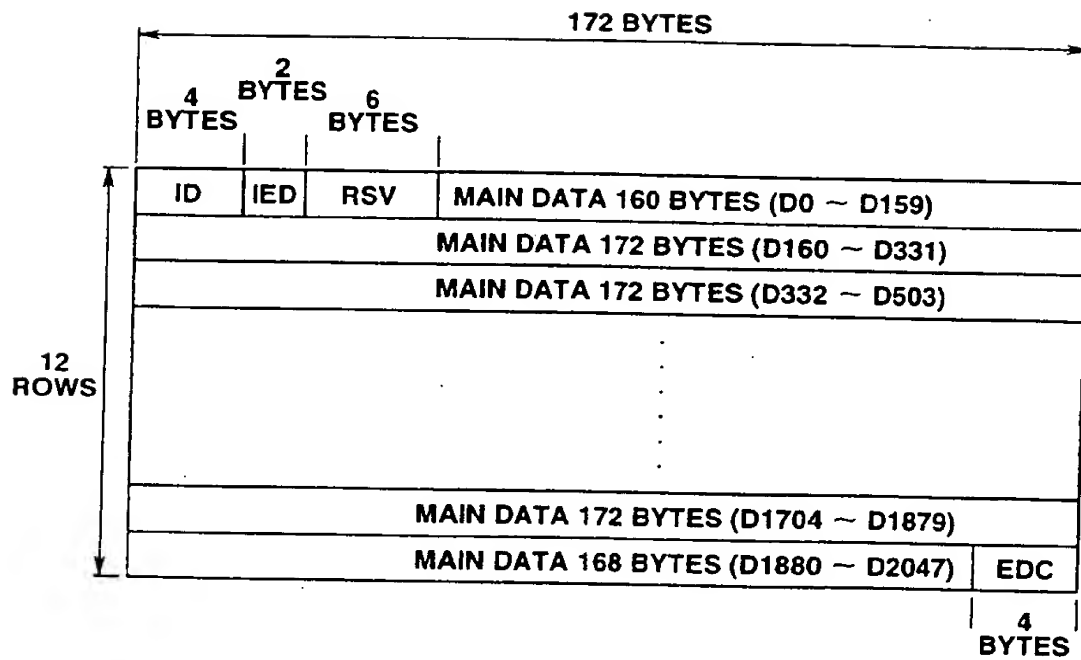 172 BYTES
2
BYTES
4
BYTES
6
BYTES
ID IED RSV MAIN DATA 160 BYTES (D0 ~ D159)
MAIN DATA 172 BYTES (D160 ~ D331)
MAIN DATA 172 BYTES (D332 ~ D503)
12
ROWS
MAIN DATA 172 BYTES (D1704 ~ D1879)
MAIN DATA 168 BYTES (D1880 ~ D2047) EDC
4
BYTES